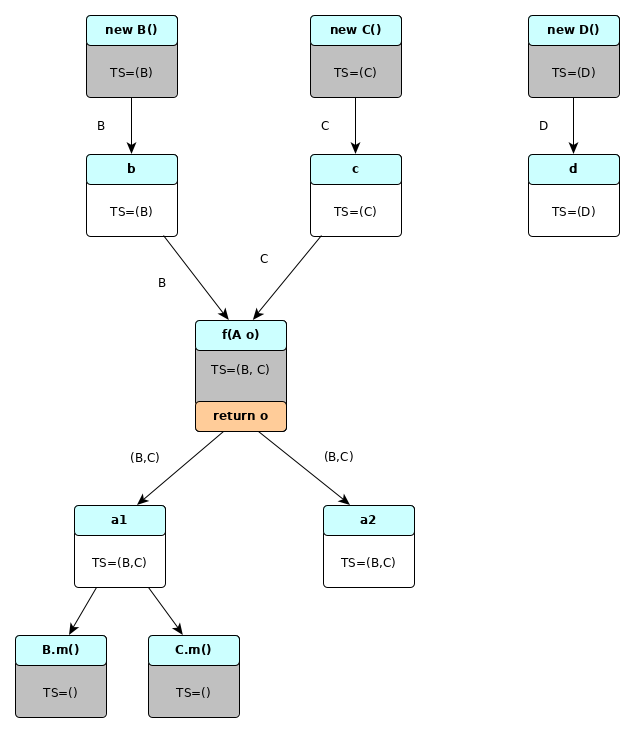 new B()
new C()
new D()
TS=(B)
TS=(C)
TS=(D)
B
C
D
b
c
d
TS=(B)
TS=(C)
TS=(D)
B
C
f(A o)
TS=(B, C)
return o
(B,C)
(B,C)
a1
a2
TS=(B,C)
TS=(B,C)
B.m()
C.m()
TS=()
TS=()